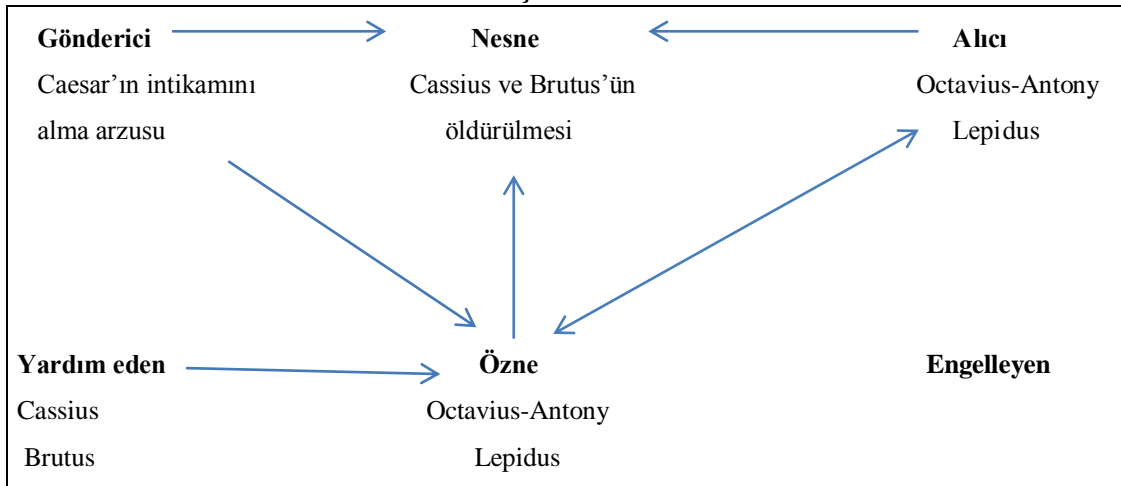 Gönderici Nesne Alıcı
Caesar’ın intikamını Cassius ve Brutus’ün Octavius-Antony
alma arzusu öldürülmesi Lepidus
Yardım eden Özne Engelleyen
Cassius Octavius-Antony
Brutus Lepidus